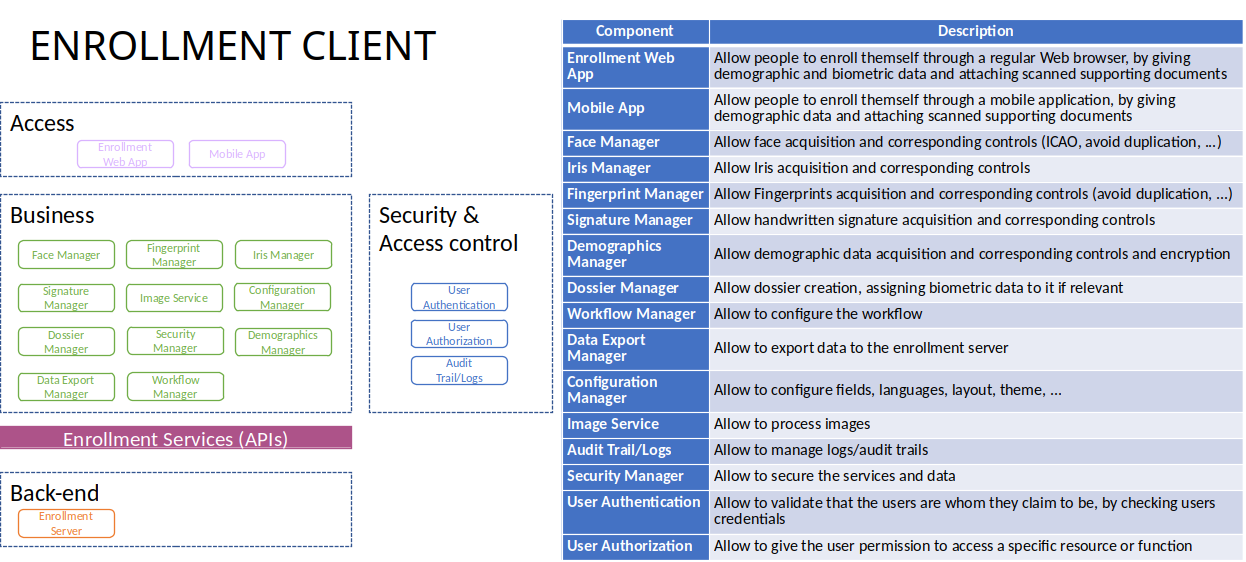 ENROLLMENT CLIENT
Access
Enrollment
Web App
Mobile App
Business
Face Manager
Fingerprint
Manager
Iris Manager
Signature
Manager
Image Service
Configuration
Manager
Dossier
Manager
Security
Manager
Demographics
Manager
Data Export
Manager
Workflow
Manager
Security &
Access control
User
Authentication
User
Authorization
Audit
Trail/Logs
Enrollment Services (APIs)
Back-end
Enrollment
Server
Component
Description
Enrollment Web
App
Allow people to enroll themself through a regular Web browser, by giving
demographic and biometric data and attaching scanned supporting documents
Mobile App
Allow people to enroll themself through a mobile application, by giving
demographic data and attaching scanned supporting documents
Face Manager
Allow face acquisition and corresponding controls (ICAO, avoid duplication, ...)
Iris Manager
Allow Iris acquisition and corresponding controls
Fingerprint Manager
Allow Fingerprints acquisition and corresponding controls (avoid duplication, ...)
Signature Manager
Allow handwritten signature acquisition and corresponding controls
Demographics
Manager
Allow demographic data acquisition and corresponding controls and encryption
Dossier Manager
Allow dossier creation, assigning biometric data to it if relevant
Workflow Manager
Allow to configure the workflow
Data Export
Manager
Allow to export data to the enrollment server
Configuration
Manager
Allow to configure fields, languages, layout, theme, ...
Image Service
Allow to process images
Audit Trail/Logs
Allow to manage logs/audit trails
Security Manager
Allow to secure the services and data
User Authentication
Allow to validate that the users are whom they claim to be, by checking users
credentials
User Authorization
Allow to give the user permission to access a specific resource or function